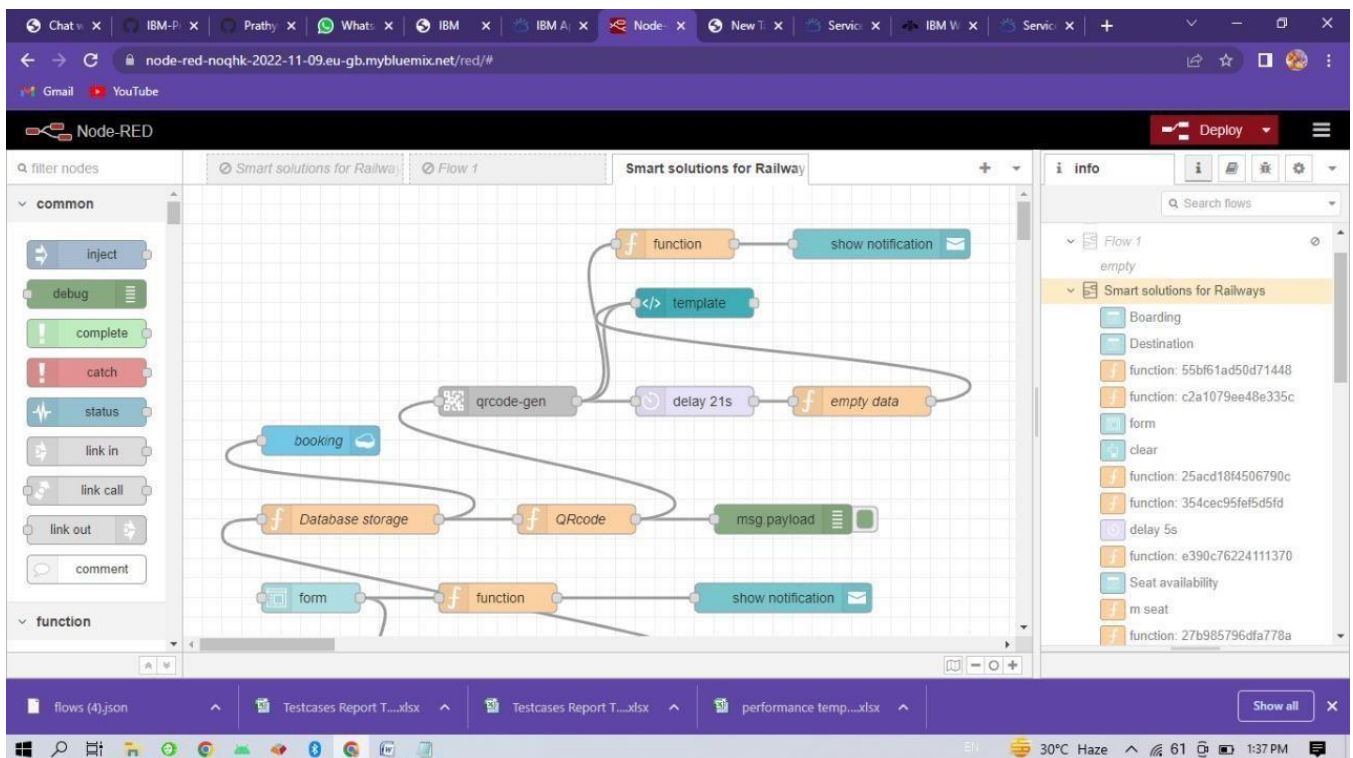 Chat w IBM-P Prathy Whats IBM IBM A Node- New T Service IBM W Servic
node-red-noqhk-2022-11-09.eu-gb.mybluemix.net/red/#
Gmail YouTube
Node-RED Deploy
filter nodes
Smart solutions for Railway Flow 1 Smart solutions for Railway
i info
common
Search flows
function show notification
Flow 1
empty
inject
template
Smart solutions for Railways
debug
Boarding
complete
Destination
catch
function: 55bf61ad50d71448
qrcode-gen delay 21s empty data
function: c2a1079ee48e335c
status
form
booking
link in
clear
function: 25acd18f4506790c
link call
function: 354cec95fef5d5fd
Database storage QRcode msg.payload
link out
delay 5s
function: e390c76224111370
comment
Seat availability
form function show notification
m seat
function
function: 27b985796dfa778a
flows (4).json Testcases Report T....xlsx Testcases Report T....xlsx performance temp....xlsx Show all
EN 30°C Haze 61 1:37 PM